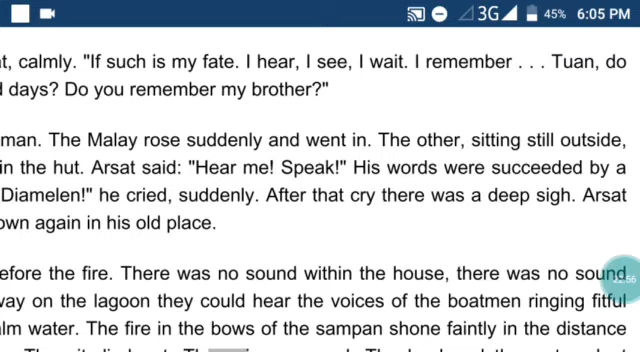 3G 45% 6:05 PM
t, calmly. "If such is my fate. I hear, I see, I wait. I remember . . . Tuan, do
d days? Do you remember my brother?"
man. The Malay rose suddenly and went in. The other, sitting still outside,
in the hut. Arsat said: "Hear me! Speak!" His words were succeeded by a
Diamelen!" he cried, suddenly. After that cry there was a deep sigh. Arsat
own again in his old place.
efore the fire. There was no sound within the house, there was no sound
22:56
way on the lagoon they could hear the voices of the boatmen ringing fitful
alm water. The fire in the bows of the sampan shone faintly in the distance